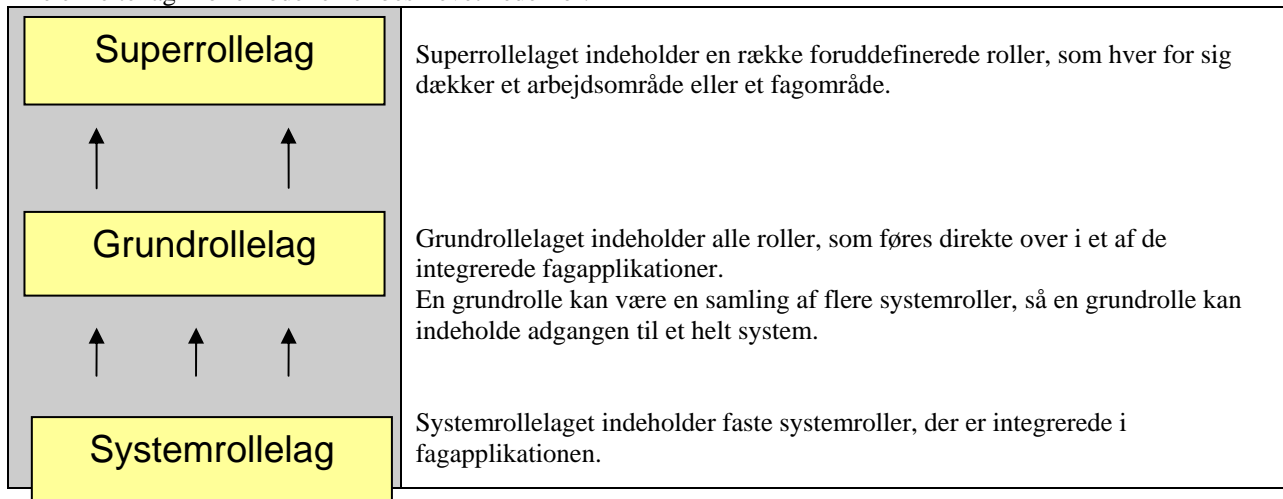 Superrollelag
Superrollelaget indeholder en række foruddefinerede roller, som hver for sig
dækker et arbejdsområde eller et fagområde.
Grundrollelag
Grundrollelaget indeholder alle roller, som føres direkte over i et af de
integrerede fagapplikationer.
En grundrolle kan være en samling af flere systemroller, så en grundrolle kan
indeholde adgangen til et helt system.
Systemrollelag
Systemrollelaget indeholder faste systemroller, der er integrerede i
fagapplikationen.